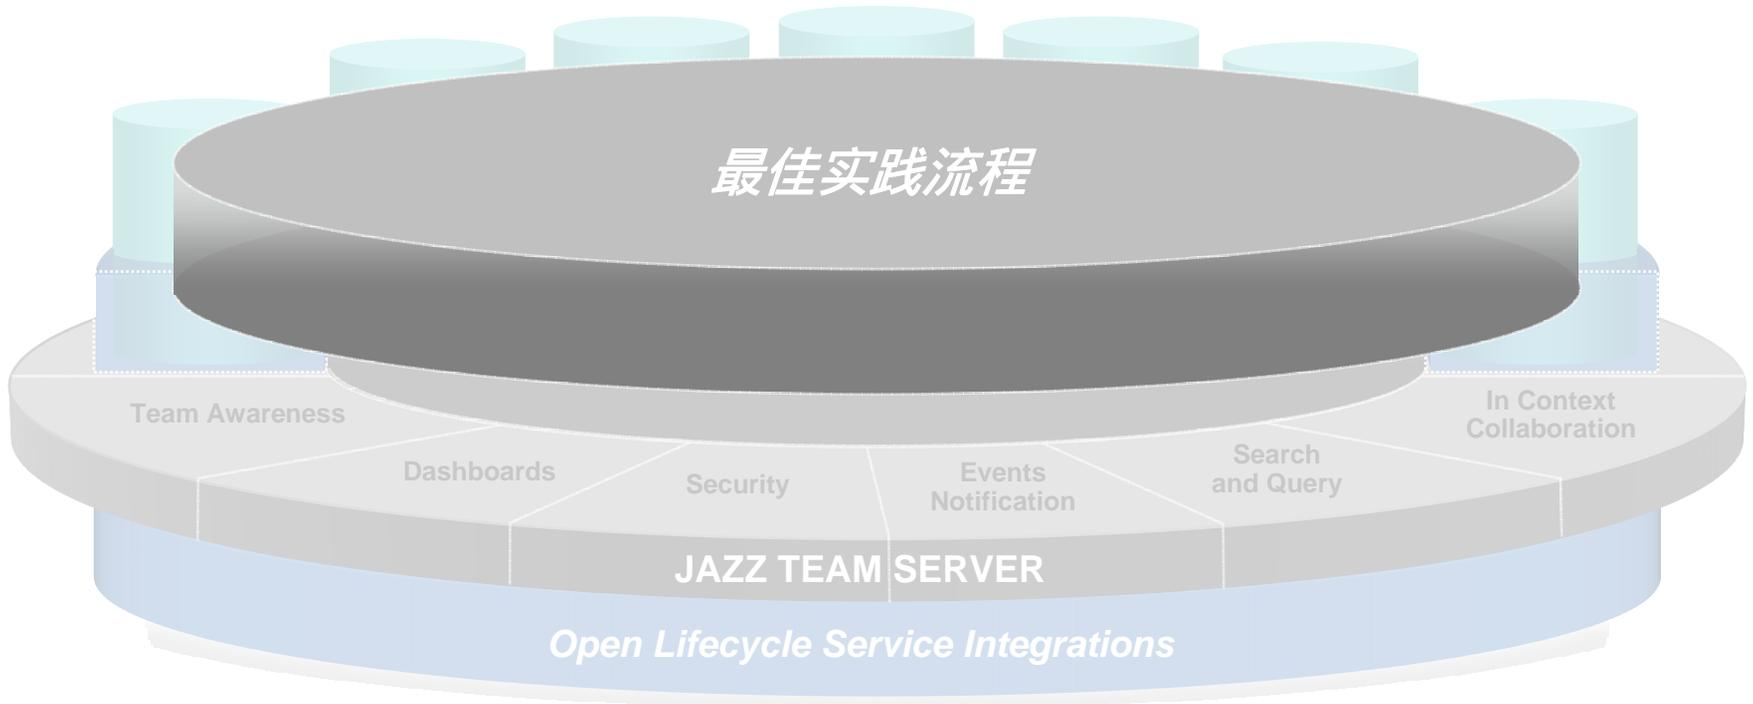 最佳实践流程
Team Awareness
Dashboards
Security
Events
Notification
Search
and Query
In Context
Collaboration
JAZZ TEAM SERVER
Open Lifecycle Service Integrations